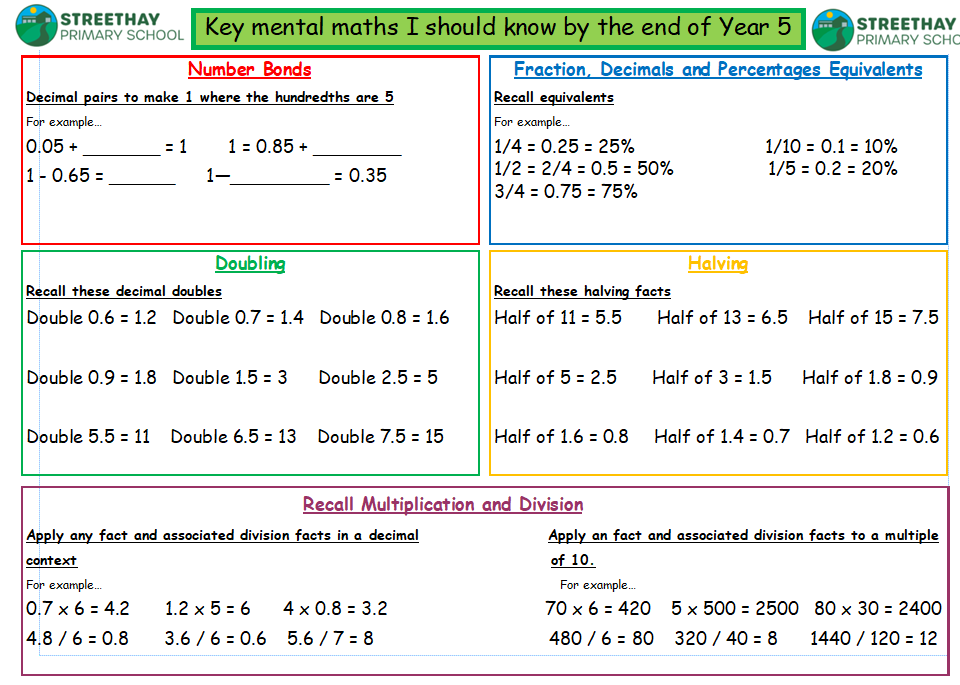 STREETHAY
PRIMARY SCHOOL
Key mental maths I should know by the end of Year 5
STREETHAY
PRIMARY SCHO
Number Bonds
Decimal pairs to make 1 where the hundredths are 5
For example…
0.05 + ________ = 1 1 = 0.85 + _________
1 - 0.65 = _______ 1—__________ = 0.35
Fraction, Decimals and Percentages Equivalents
Recall equivalents
For example…
1/4 = 0.25 = 25% 1/10 = 0.1 = 10%
1/2 = 2/4 = 0.5 = 50% 1/5 = 0.2 = 20%
3/4 = 0.75 = 75%
Doubling
Recall these decimal doubles
Double 0.6 = 1.2 Double 0.7 = 1.4 Double 0.8 = 1.6
Double 0.9 = 1.8 Double 1.5 = 3 Double 2.5 = 5
Double 5.5 = 11 Double 6.5 = 13 Double 7.5 = 15
Halving
Recall these halving facts
Half of 11 = 5.5 Half of 13 = 6.5 Half of 15 = 7.5
Half of 5 = 2.5 Half of 3 = 1.5 Half of 1.8 = 0.9
Half of 1.6 = 0.8 Half of 1.4 = 0.7 Half of 1.2 = 0.6
Recall Multiplication and Division
Apply any fact and associated division facts in a decimal
context
For example…
0.7 x 6 = 4.2 1.2 x 5 = 6 4 x 0.8 = 3.2
4.8 / 6 = 0.8 3.6 / 6 = 0.6 5.6 / 7 = 8
Apply an fact and associated division facts to a multiple
of 10.
For example…
70 x 6 = 420 5 x 500 = 2500 80 x 30 = 2400
480 / 6 = 80 320 / 40 = 8 1440 / 120 = 12